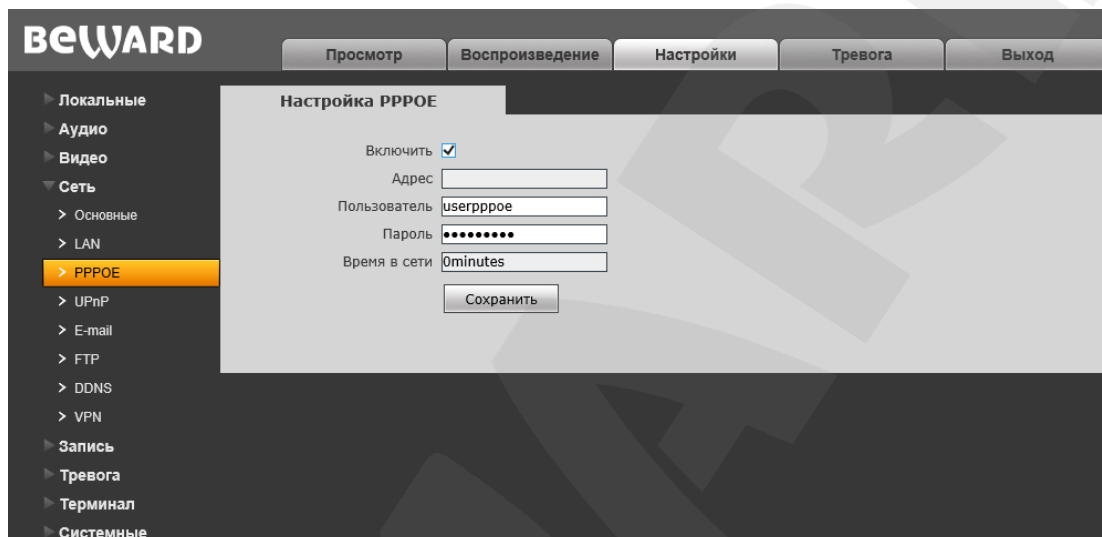 BEWARD
Просмотр Воспроизведение Настройки Тревога Выход
Локальные
Аудио
Видео
Сеть
Основные
LAN
PPPOE
UPnP
E-mail
FTP
DDNS
VPN
Запись
Тревога
Терминал
Системные
Настройка PPPOE
Включить
Адрес
Пользователь userpppoe
Пароль •••••••••
Время в сети 0minutes
Сохранить